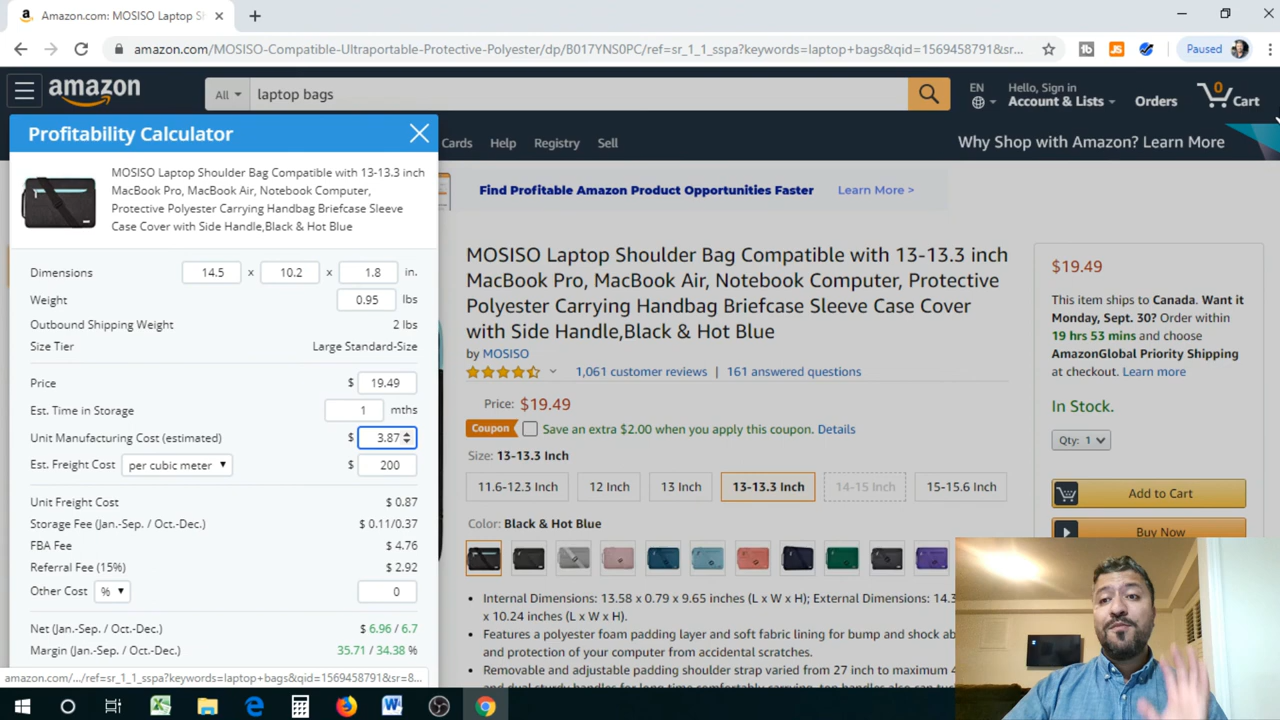 Amazon.com: MOSISO Laptop S
amazon.com/MOSISO-Compatible-Ultraportable-Protective-Polyester/dp/B017YNS0PC/ref=sr_1_1_sspa?keywords=laptop+bags&qid=1569458791&sr...
Paused
amazon
All
laptop bags
EN
Hello, Sign in
Account & Lists
Orders
0
Cart
Cards
Help
Registry
Sell
Why Shop with Amazon? Learn More
Profitability Calculator
MOSISO Laptop Shoulder Bag Compatible with 13-13.3 inch
MacBook Pro, MacBook Air, Notebook Computer,
Protective Polyester Carrying Handbag Briefcase Sleeve
Case Cover with Side Handle,Black & Hot Blue
Dimensions 14.5 x 10.2 x 1.8 in.
Weight 0.95 lbs
Outbound Shipping Weight 2 lbs
Size Tier Large Standard-Size
Price $ 19.49
Est. Time in Storage 1 mths
Unit Manufacturing Cost (estimated) $ 3.87
Est. Freight Cost per cubic meter $ 200
Unit Freight Cost $ 0.87
Storage Fee (Jan.-Sep. / Oct.-Dec.) $ 0.11/0.37
FBA Fee $ 4.76
Referral Fee (15%) $ 2.92
Other Cost % 0
Net (Jan.-Sep. / Oct.-Dec.) $ 6.96 / 6.7
Margin (Jan.-Sep. / Oct.-Dec.) 35.71 / 34.38 %
amazon.com/.../ref=sr_1_1_sspa?keywords=laptop+bags&qid=1569458791&sr=8...
Find Profitable Amazon Product Opportunities Faster
Learn More >
MOSISO Laptop Shoulder Bag Compatible with 13-13.3 inch
MacBook Pro, MacBook Air, Notebook Computer, Protective
Polyester Carrying Handbag Briefcase Sleeve Case Cover
with Side Handle,Black & Hot Blue
by MOSISO
1,061 customer reviews | 161 answered questions
Price: $19.49
Coupon Save an extra $2.00 when you apply this coupon. Details
Size: 13-13.3 Inch
11.6-12.3 Inch
12 Inch
13 Inch
13-13.3 Inch
14-15 Inch
15-15.6 Inch
Color: Black & Hot Blue
Internal Dimensions: 13.58 x 0.79 x 9.65 inches (L x W x H); External Dimensions: 14.
x 10.24 inches (L x W x H).
Features a polyester foam padding layer and soft fabric lining for bump and shock ab
and protection of your computer from accidental scratches.
Removable and adjustable padding shoulder strap varied from 27 inch to maximum 4
$19.49
This item ships to Canada. Want it
Monday, Sept. 30? Order within
19 hrs 53 mins and choose
AmazonGlobal Priority Shipping
at checkout. Learn more
In Stock.
Qty: 1
Add to Cart
Buy Now